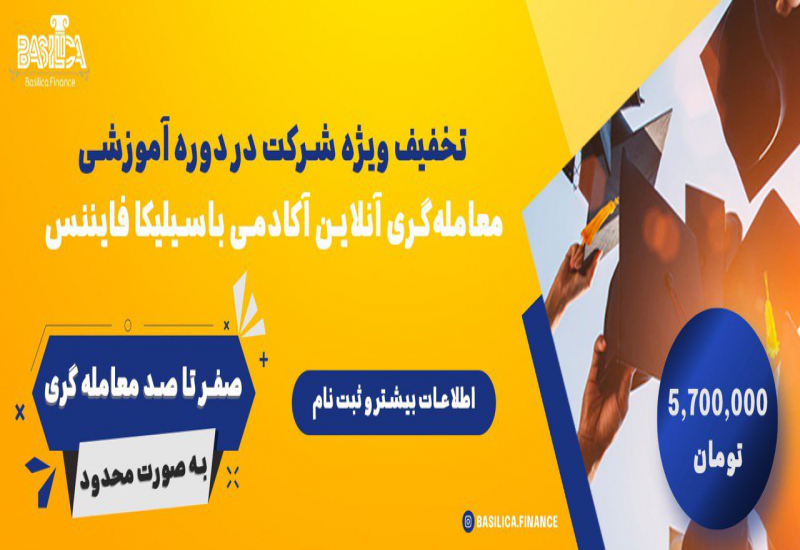 BASILICA
Basilica.Finance
تخفیف ویژه شرکت در دوره آموزشی
معامله‌گری آنلاین آکادمی باسیلیکا فایننس
صفر تا صد معامله گری
به صورت محدود
اطلاعات بیشتر و ثبت نام
5,700,000
تومان
BASILICA.FINANCE